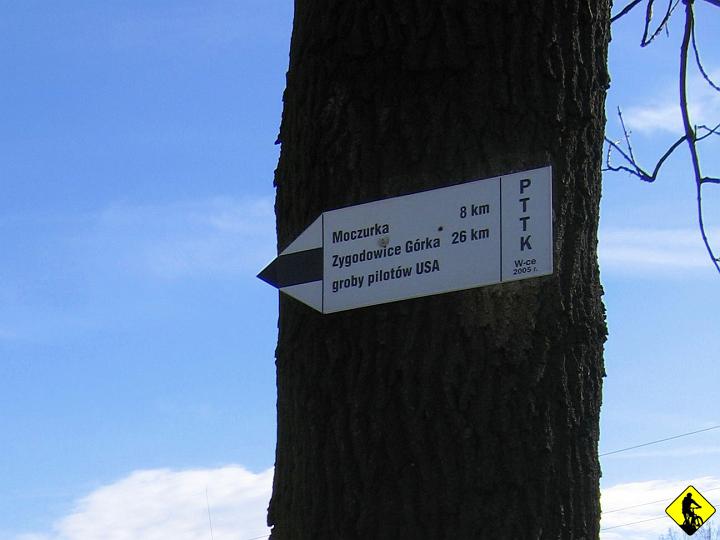 Moczurka 8 km
Zygodowice Górka 26 km
groby pilotów USA
PTTK
W-ce
2005 r.